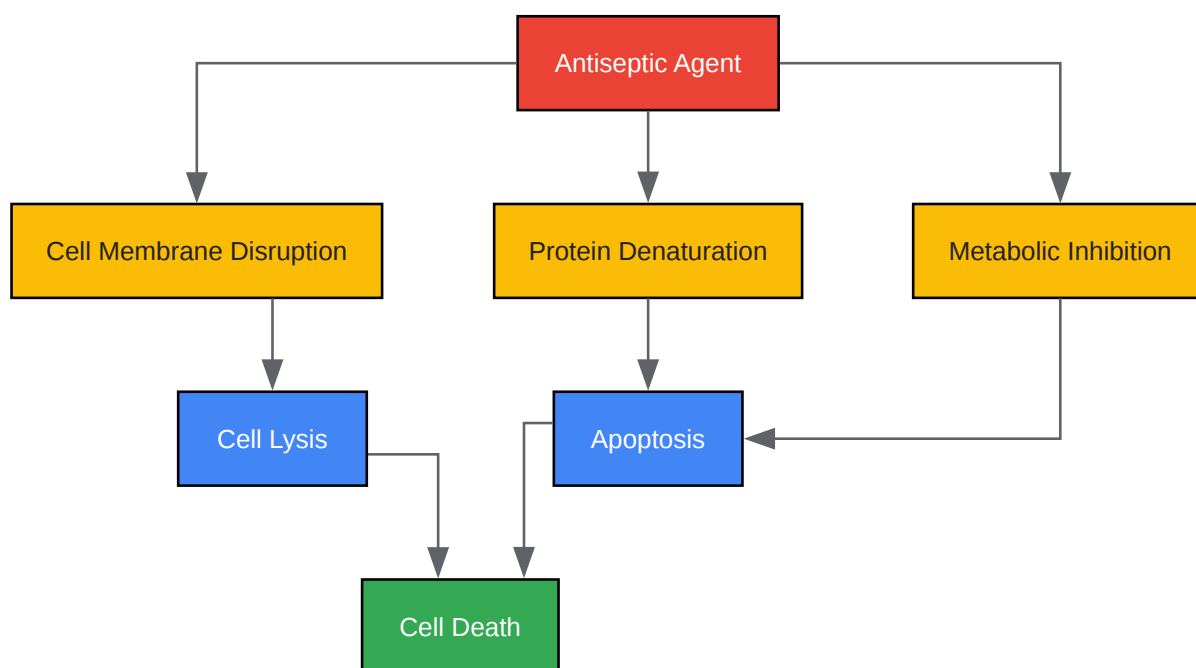 Antiseptic Agent
Cell Membrane Disruption
Protein Denaturation
Metabolic Inhibition
Cell Lysis
Apoptosis
Cell Death